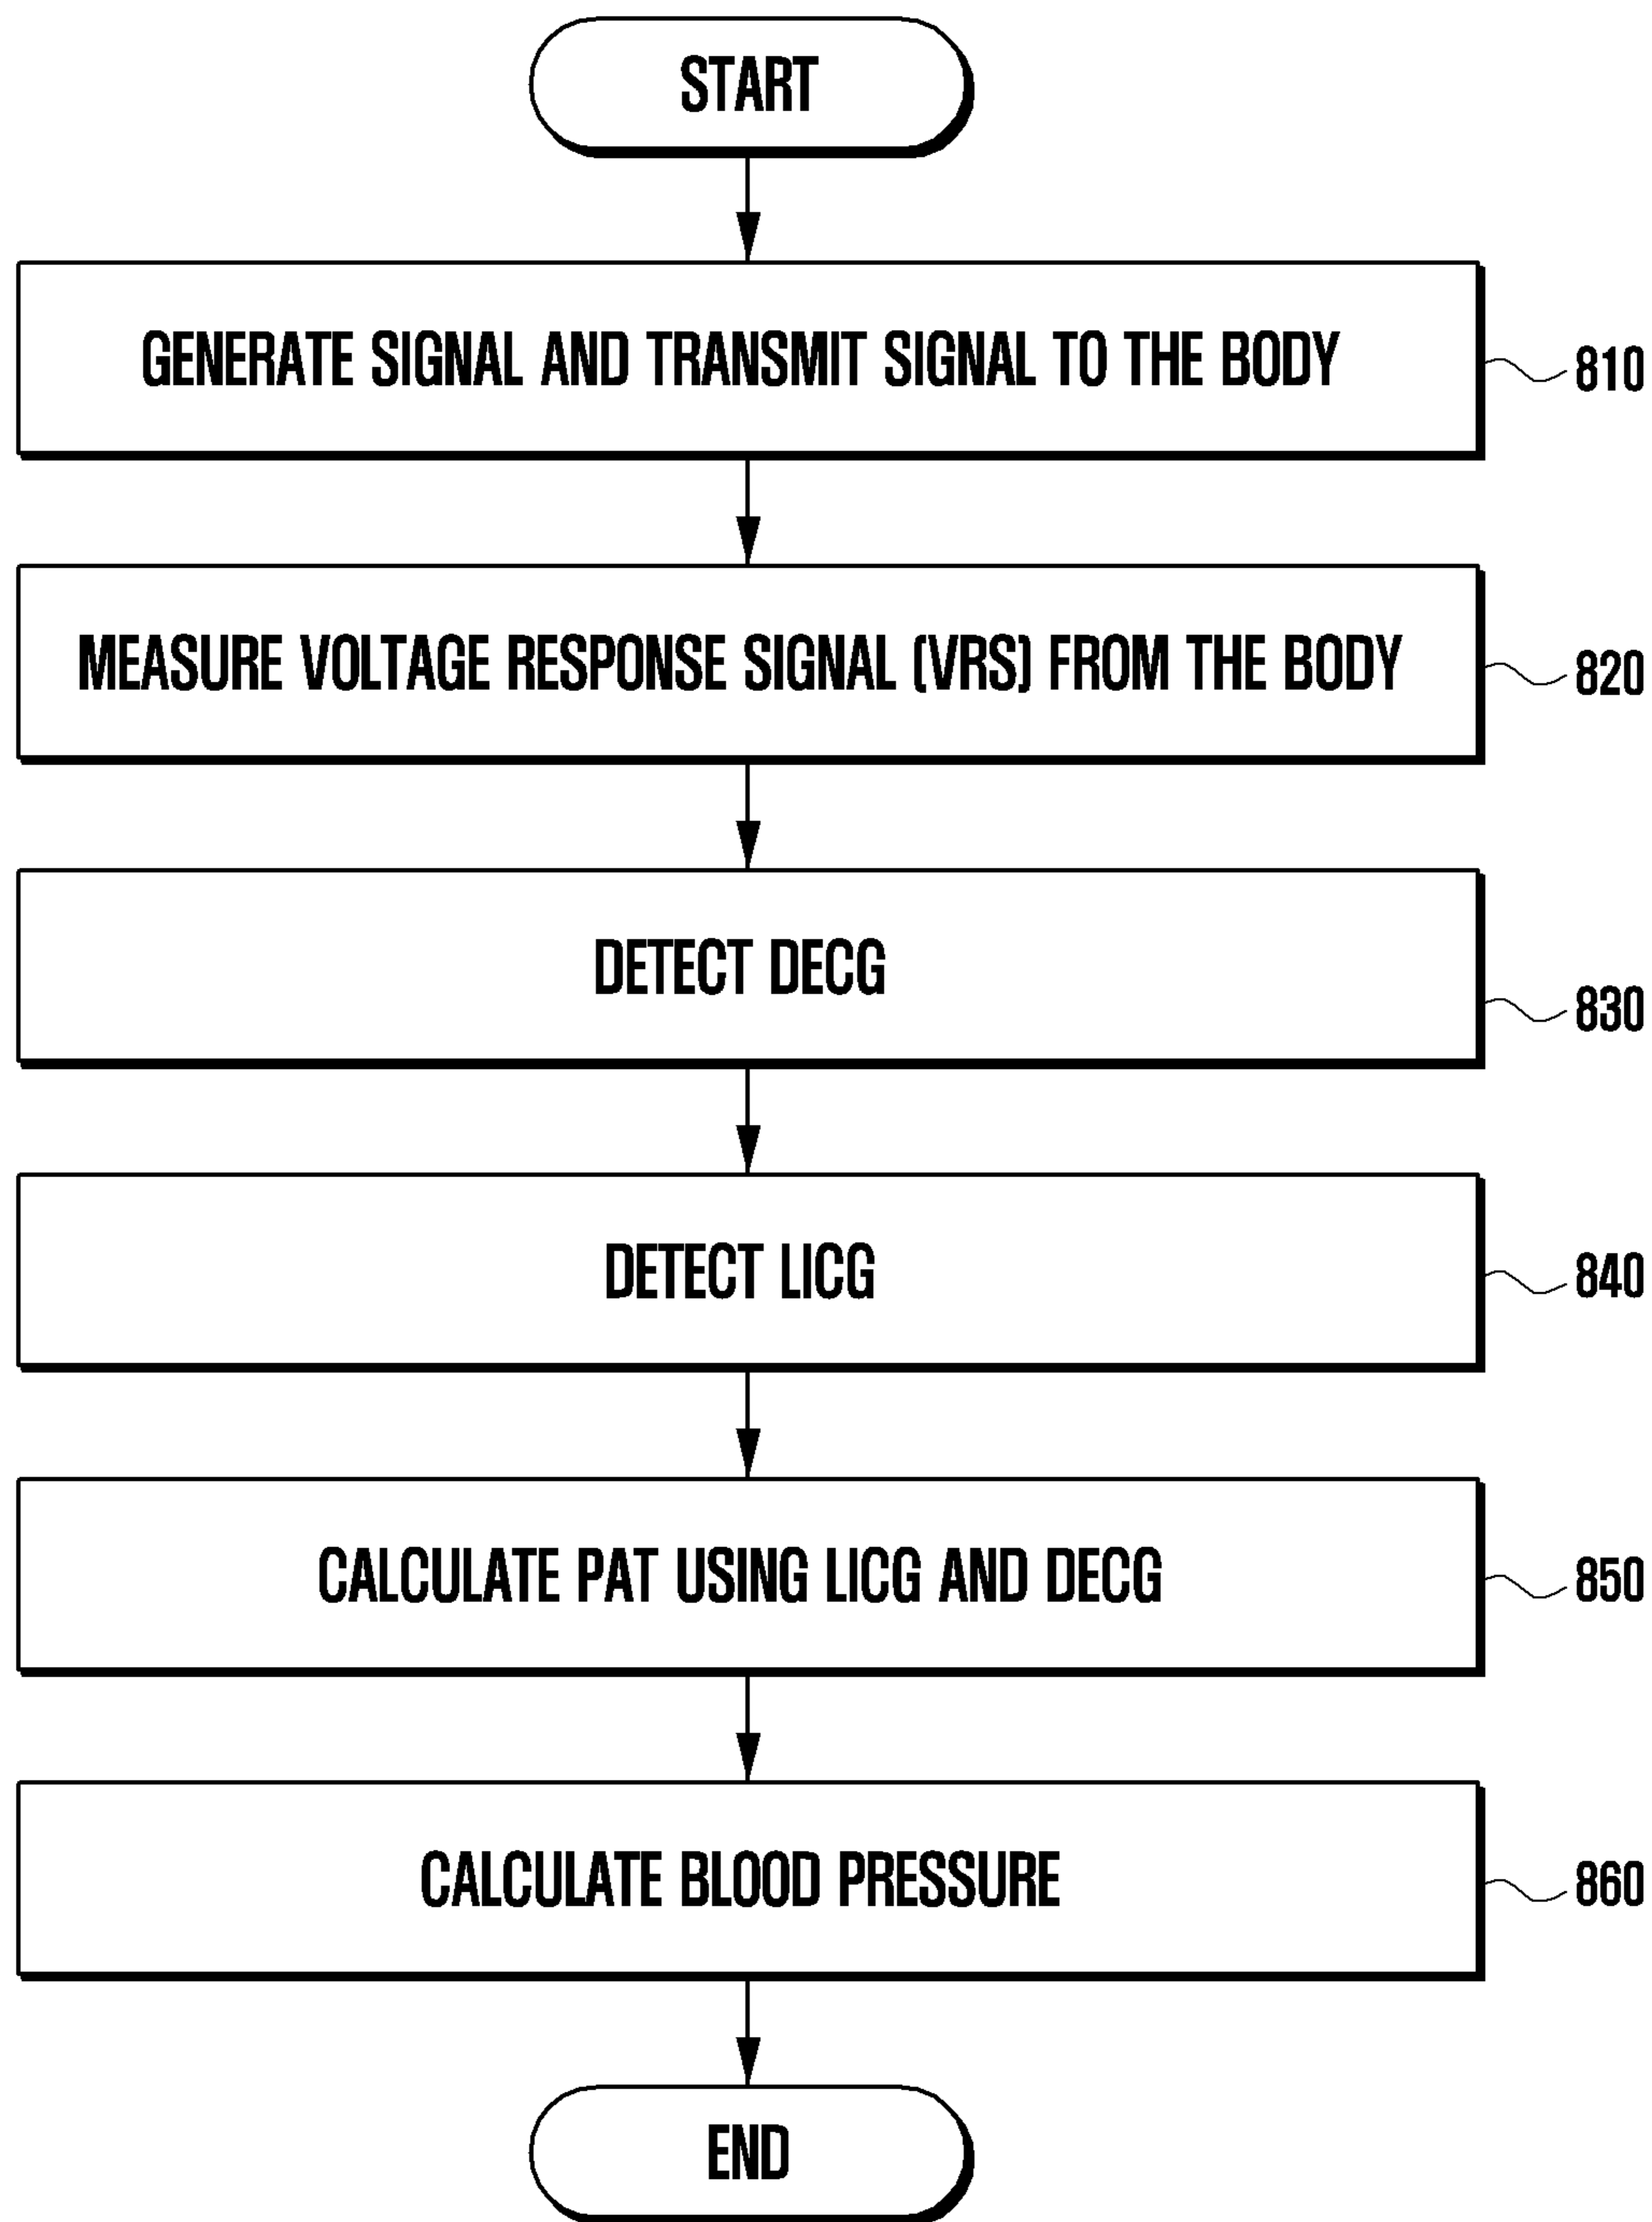 START
GENERATE SIGNAL AND TRANSMIT SIGNAL TO THE BODY
810
MEASURE VOLTAGE RESPONSE SIGNAL (VRS) FROM THE BODY
820
DETECT DECG
830
DETECT LICG
840
CALCULATE PAT USING LICG AND DECG
850
CALCULATE BLOOD PRESSURE
860
END